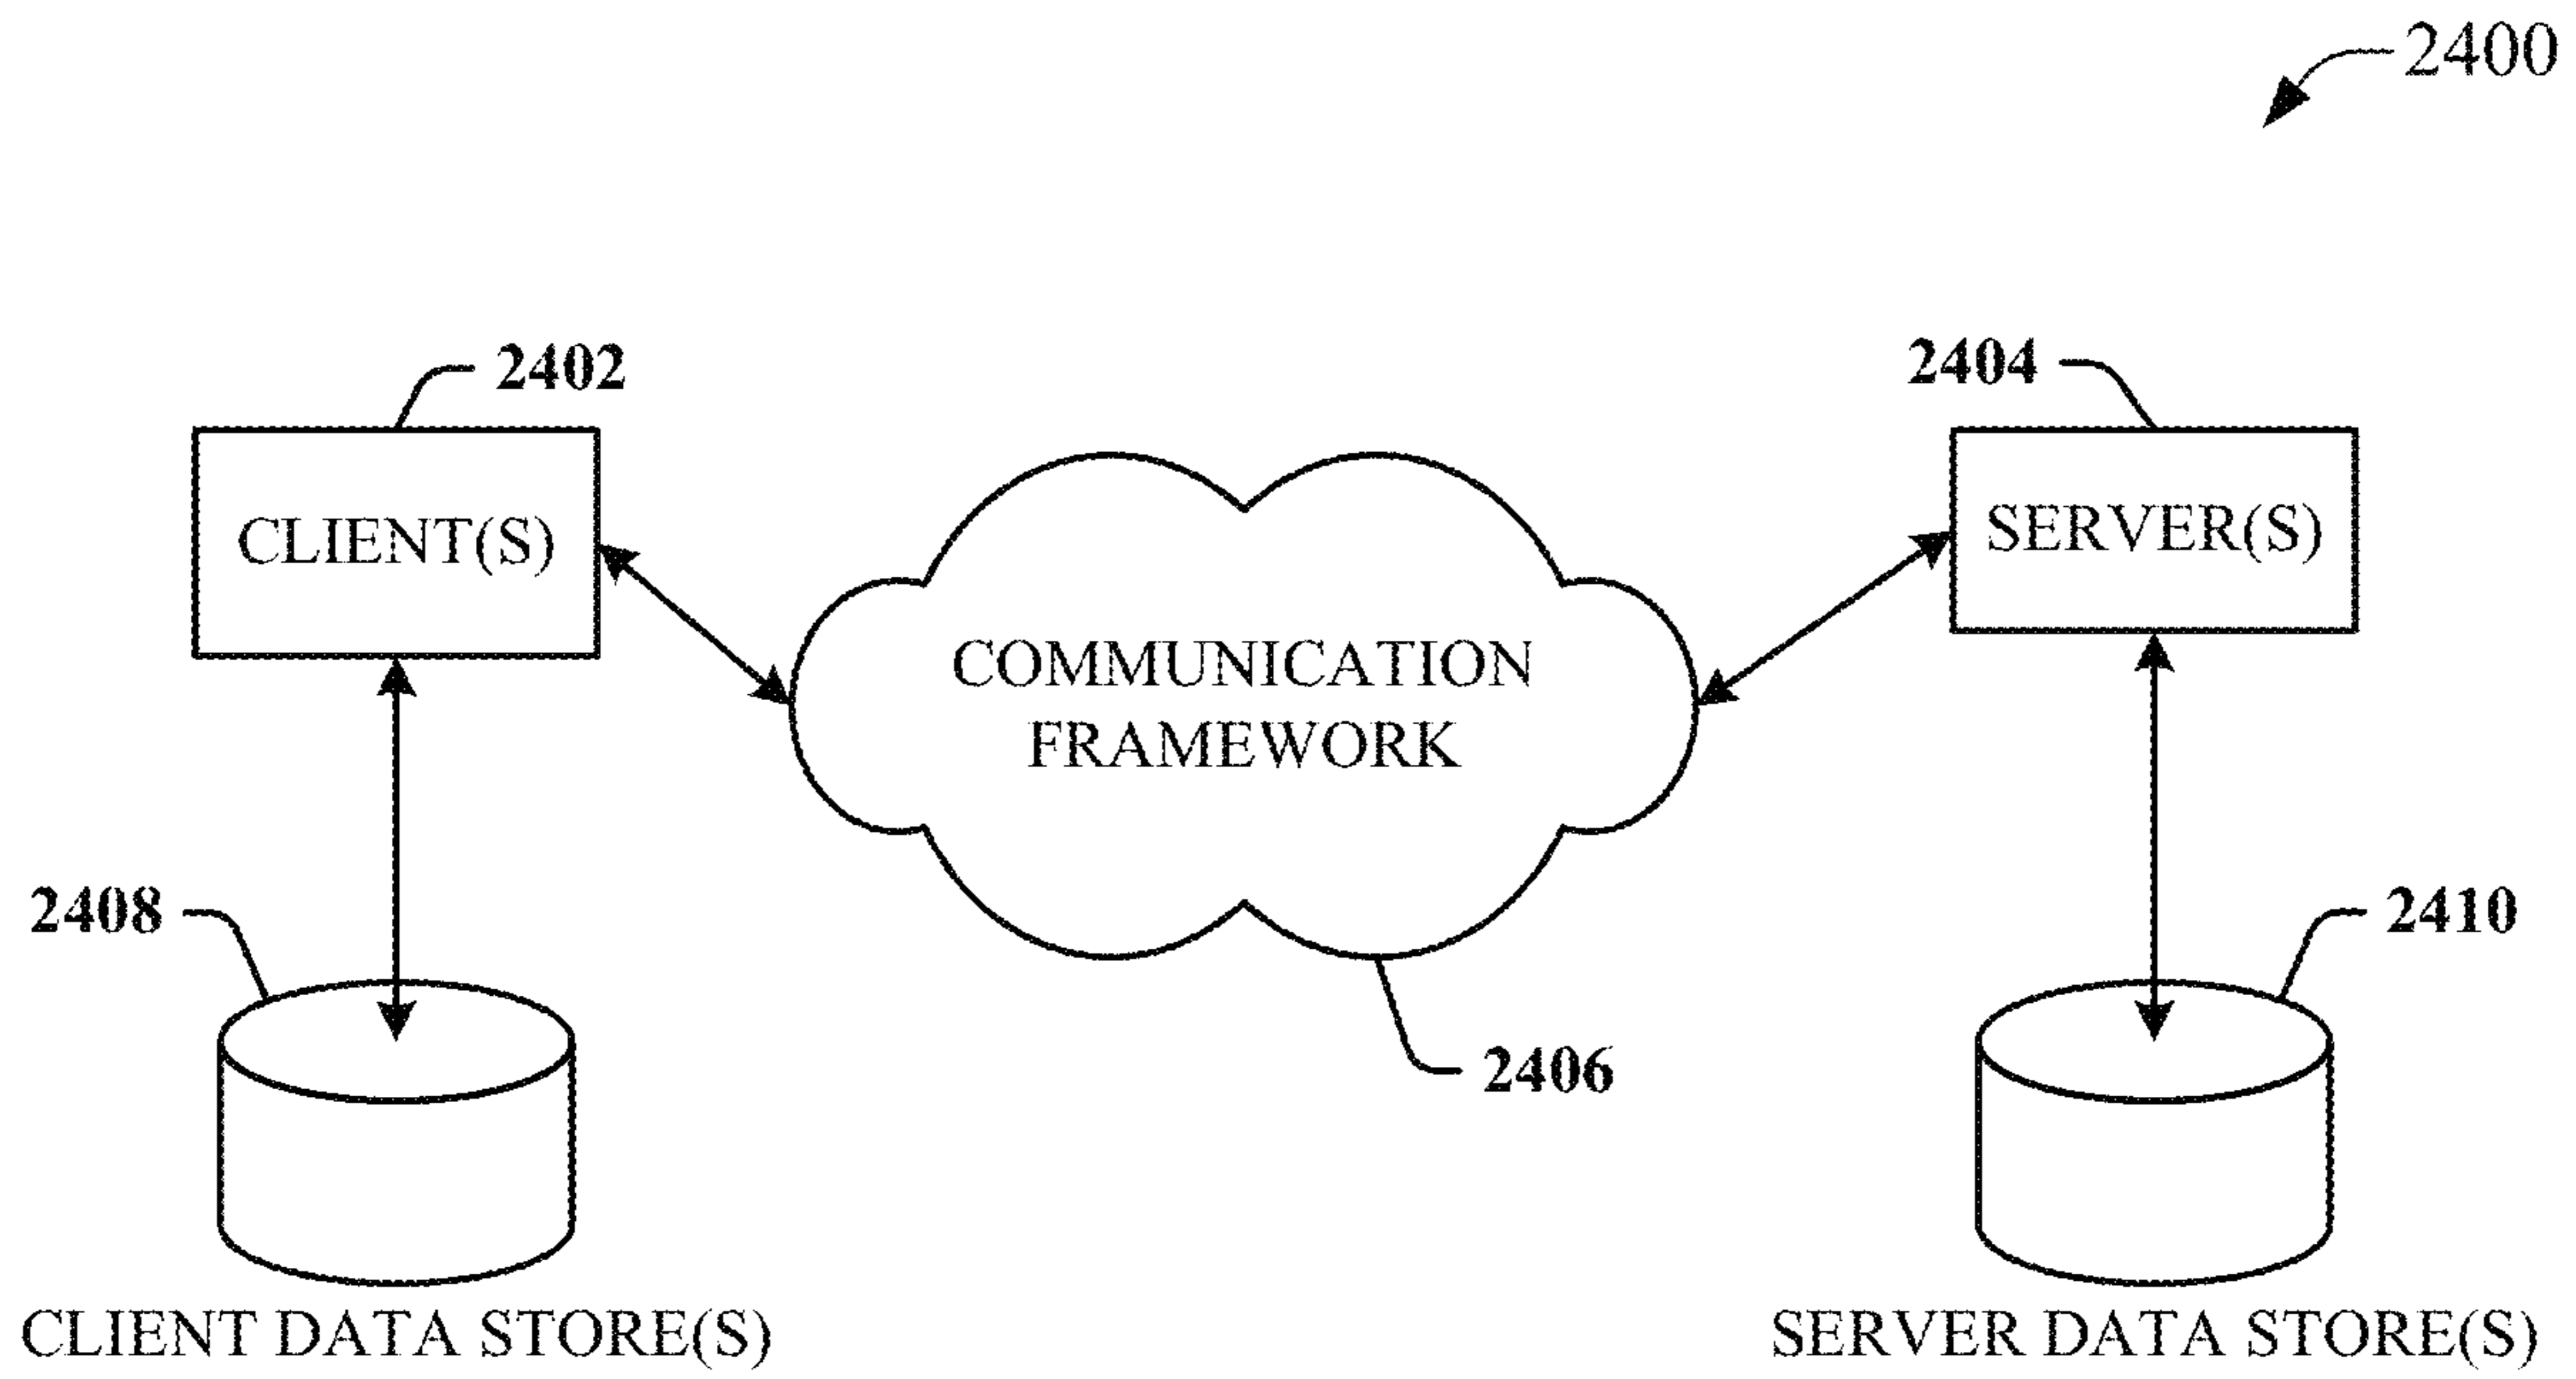 2400
2402
2404
CLIENT(S)
SERVER(S)
COMMUNICATION
FRAMEWORK
2408
2410
2406
CLIENT DATA STORE(S)
SERVER DATA STORE(S)